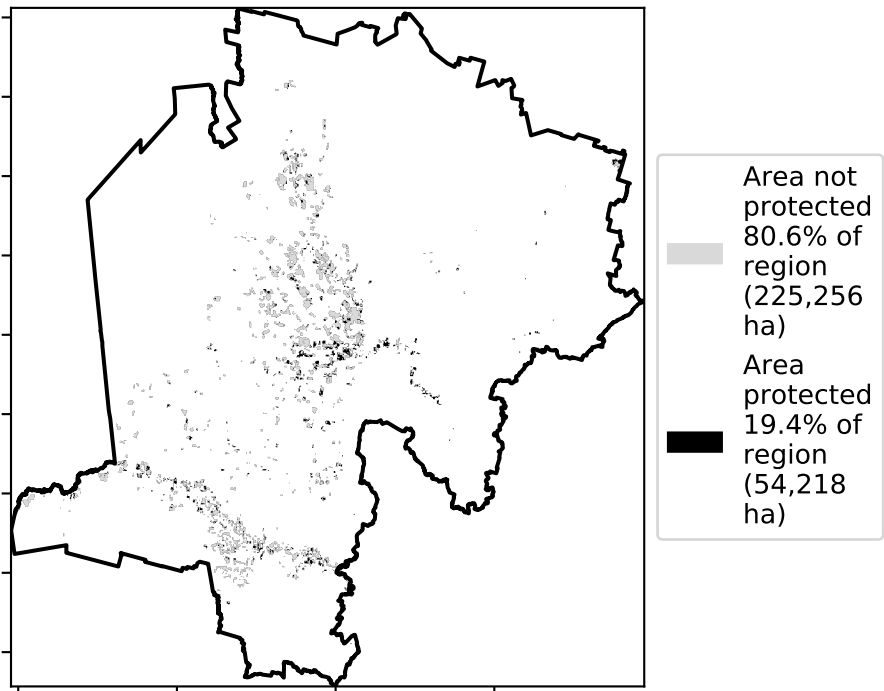 Area not
protected
80.6% of
region
(225,256
ha)
Area
protected
19.4% of
region
(54,218
ha)